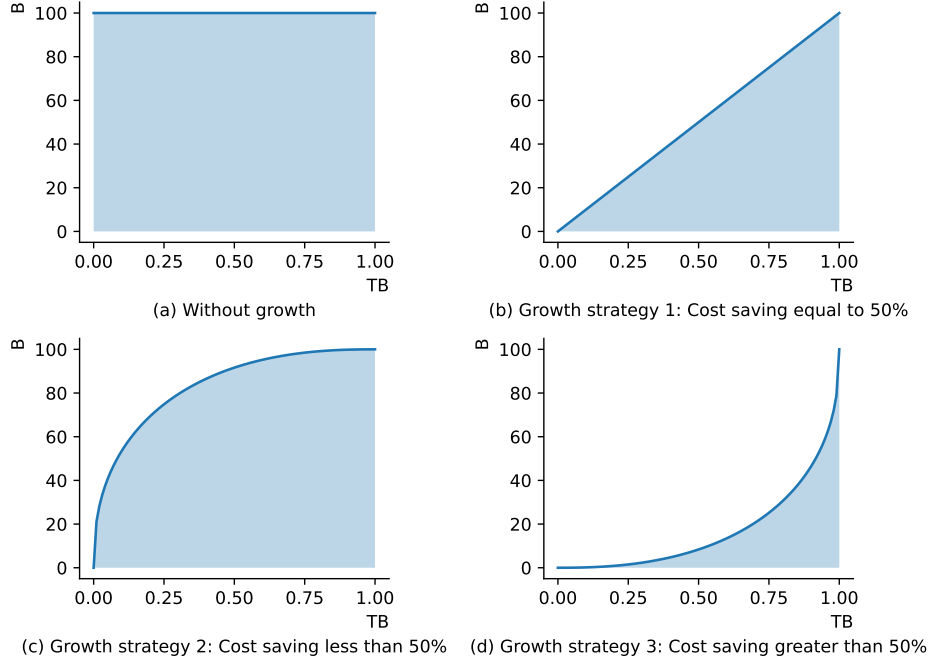 B
100
80
60
40
20
0
0.00 0.25 0.50 0.75 1.00
TB
(a) Without growth
B
100
80
60
40
20
0
0.00 0.25 0.50 0.75 1.00
TB
(b) Growth strategy 1: Cost saving equal to 50%
B
100
80
60
40
20
0
0.00 0.25 0.50 0.75 1.00
TB
(c) Growth strategy 2: Cost saving less than 50%
B
100
80
60
40
20
0
0.00 0.25 0.50 0.75 1.00
TB
(d) Growth strategy 3: Cost saving greater than 50%